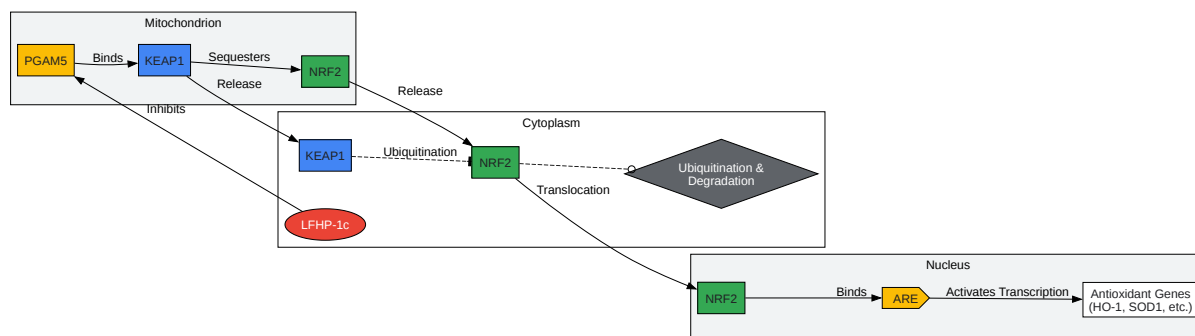 Mitochondrion
PGAM5
Binds
KEAP1
Sequesters
NRF2
Release
Release
Inhibits
Cytoplasm
KEAP1
Ubiquitination
NRF2
Ubiquitination &
Degradation
Translocation
LFHP-1c
Nucleus
NRF2
Binds
ARE
Activates Transcription
Antioxidant Genes
(HO-1, SOD1, etc.)